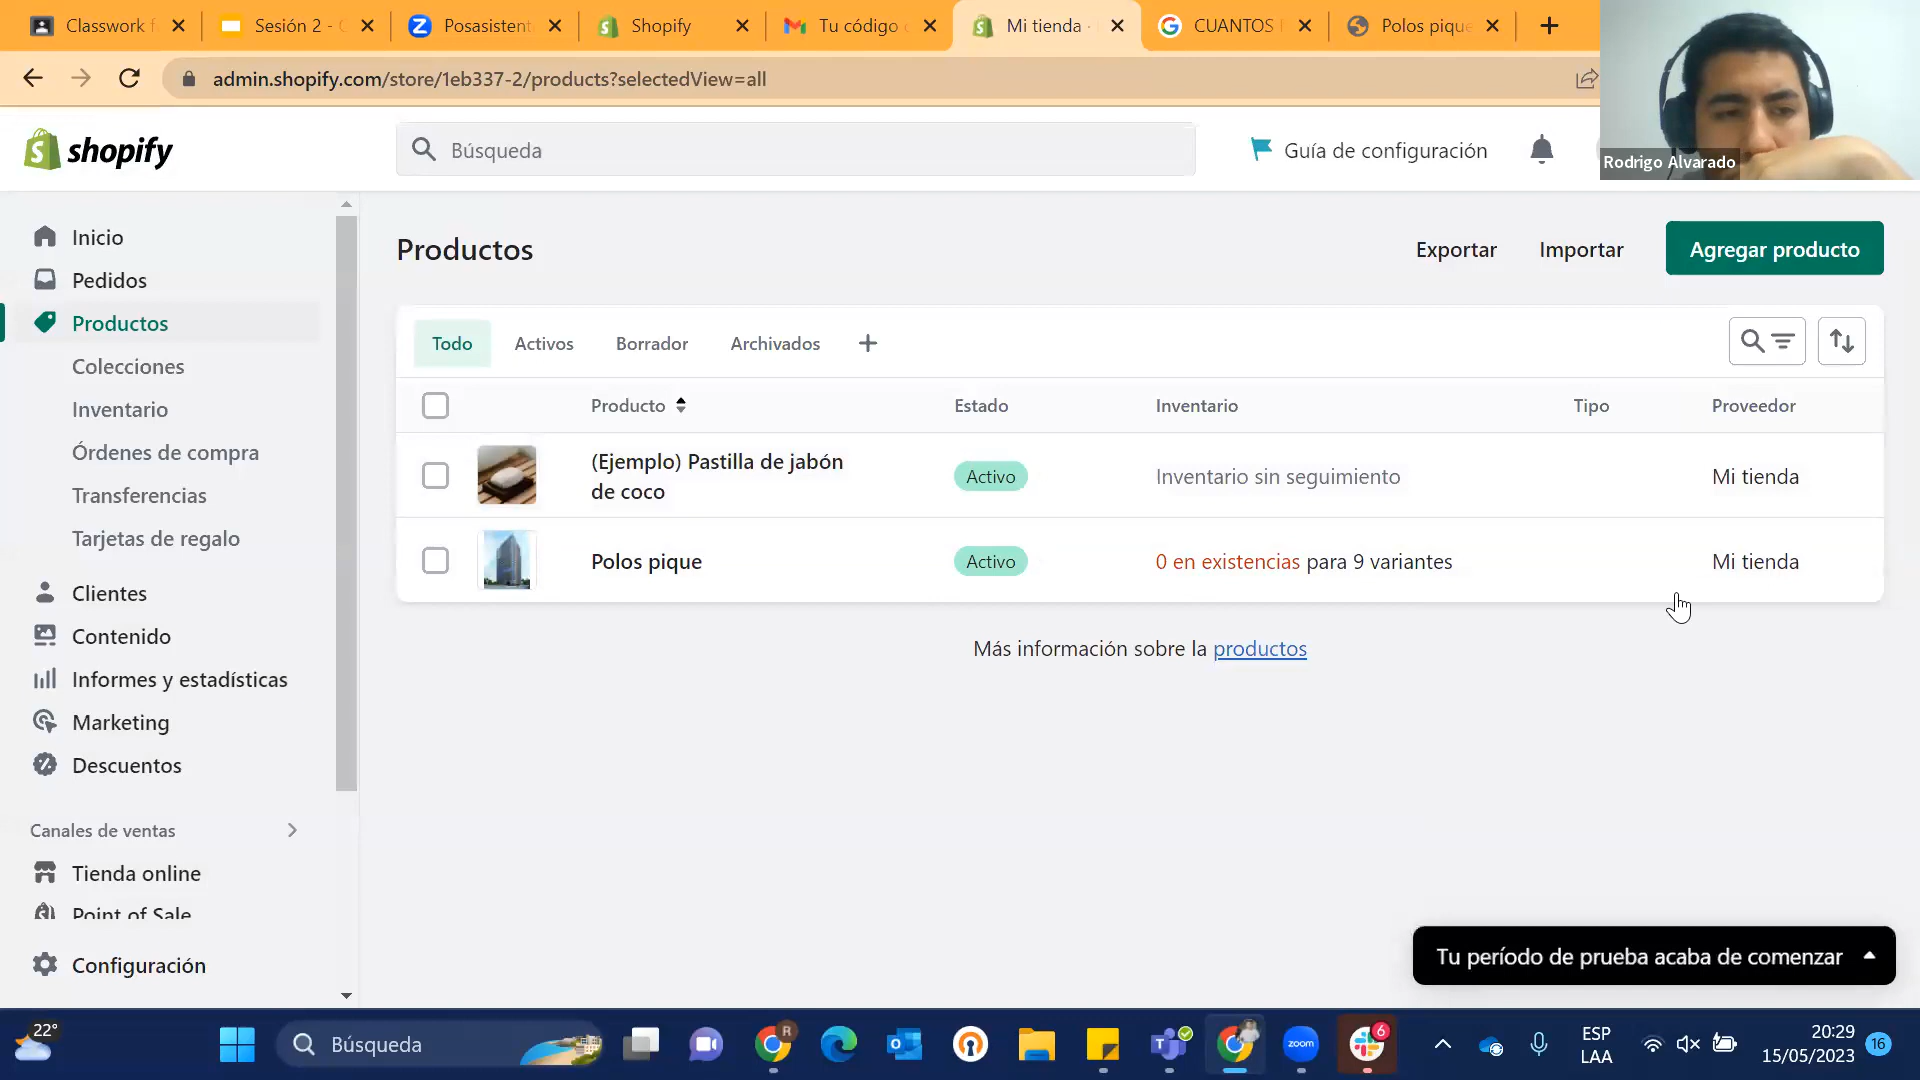 Classwork f
Sesión 2 - C
Posasistent
Shopify
Tu código
Mi tienda ·
CUANTOS
Polos pique
admin.shopify.com/store/1eb337-2/products?selectedView=all
shopify
Búsqueda
Guía de configuración
Rodrigo Alvarado
Inicio
Pedidos
Productos
Colecciones
Inventario
Órdenes de compra
Transferencias
Tarjetas de regalo
Clientes
Contenido
Informes y estadísticas
Marketing
Descuentos
Canales de ventas
Tienda online
Point of Sale
Configuración
Productos
Exportar
Importar
Agregar producto
Todo
Activos
Borrador
Archivados
Producto
Estado
Inventario
Tipo
Proveedor
(Ejemplo) Pastilla de jabón
de coco
Activo
Inventario sin seguimiento
Mi tienda
Polos pique
Activo
0 en existencias para 9 variantes
Mi tienda
Más información sobre la productos
Tu período de prueba acaba de comenzar
22°
Búsqueda
R
zoom
6
ESP
LAA
20:29
15/05/2023
16